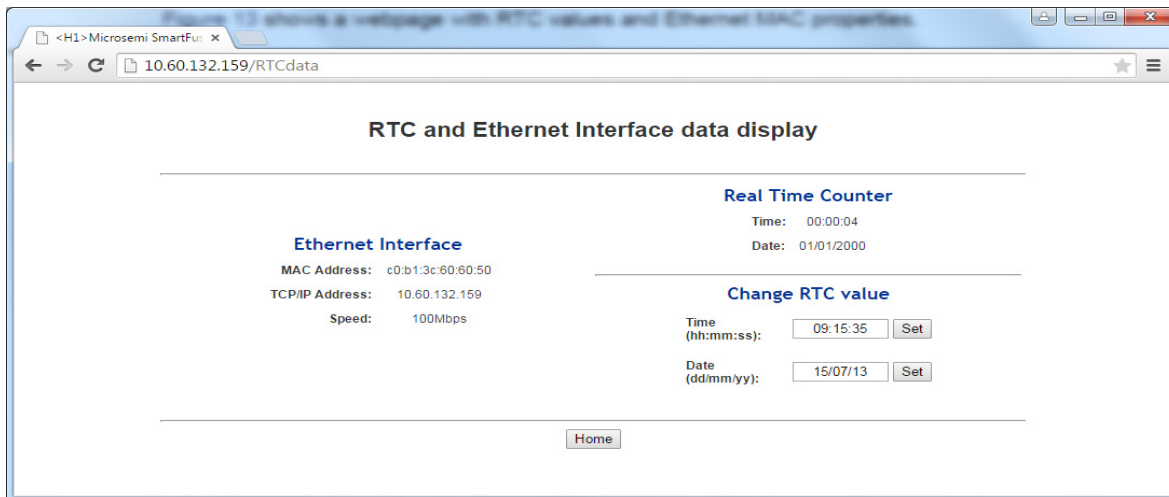 Figure 13 shows a webpage with RTC values and Ethernet MAC properties.
<H1>Microsemi SmartFu
10.60.132.159/RTCdata
RTC and Ethernet Interface data display
Ethernet Interface
MAC Address: c0:b1:3c:60:60:50
TCP/IP Address: 10.60.132.159
Speed: 100Mbps
Real Time Counter
Time: 00:00:04
Date: 01/01/2000
Change RTC value
Time
(hh:mm:ss): 09:15:35 Set
Date
(dd/mm/yy): 15/07/13 Set
Home